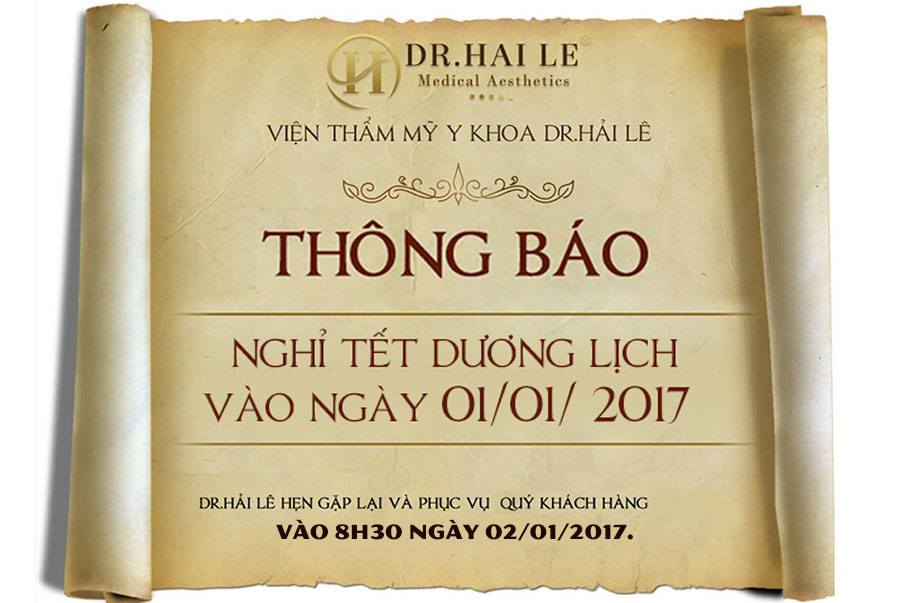 DR.HAI LE
Medical Aesthetics
VIỆN THẨM MỸ Y KHOA DR.HẢI LÊ
THÔNG BÁO
NGHỈ TẾT DƯƠNG LỊCH
VÀO NGÀY 01/01/ 2017
DR.HẢI LÊ HẸN GẶP LẠI VÀ PHỤC VỤ QUÝ KHÁCH HÀNG
VÀO 8H30 NGÀY 02/01/2017.